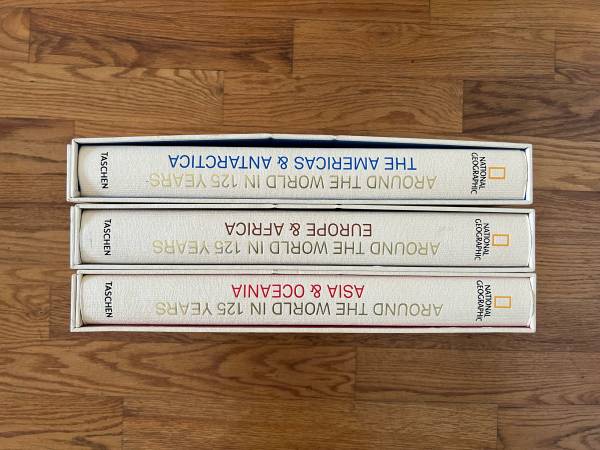 NATIONAL
GEOGRAPHIC
AROUND THE WORLD IN 125 YEARS
THE AMERICAS & ANTARCTICA
TASCHEN
NATIONAL
GEOGRAPHIC
AROUND THE WORLD IN 125 YEARS
EUROPE & AFRICA
TASCHEN
NATIONAL
GEOGRAPHIC
AROUND THE WORLD IN 125 YEARS
ASIA & OCEANIA
TASCHEN